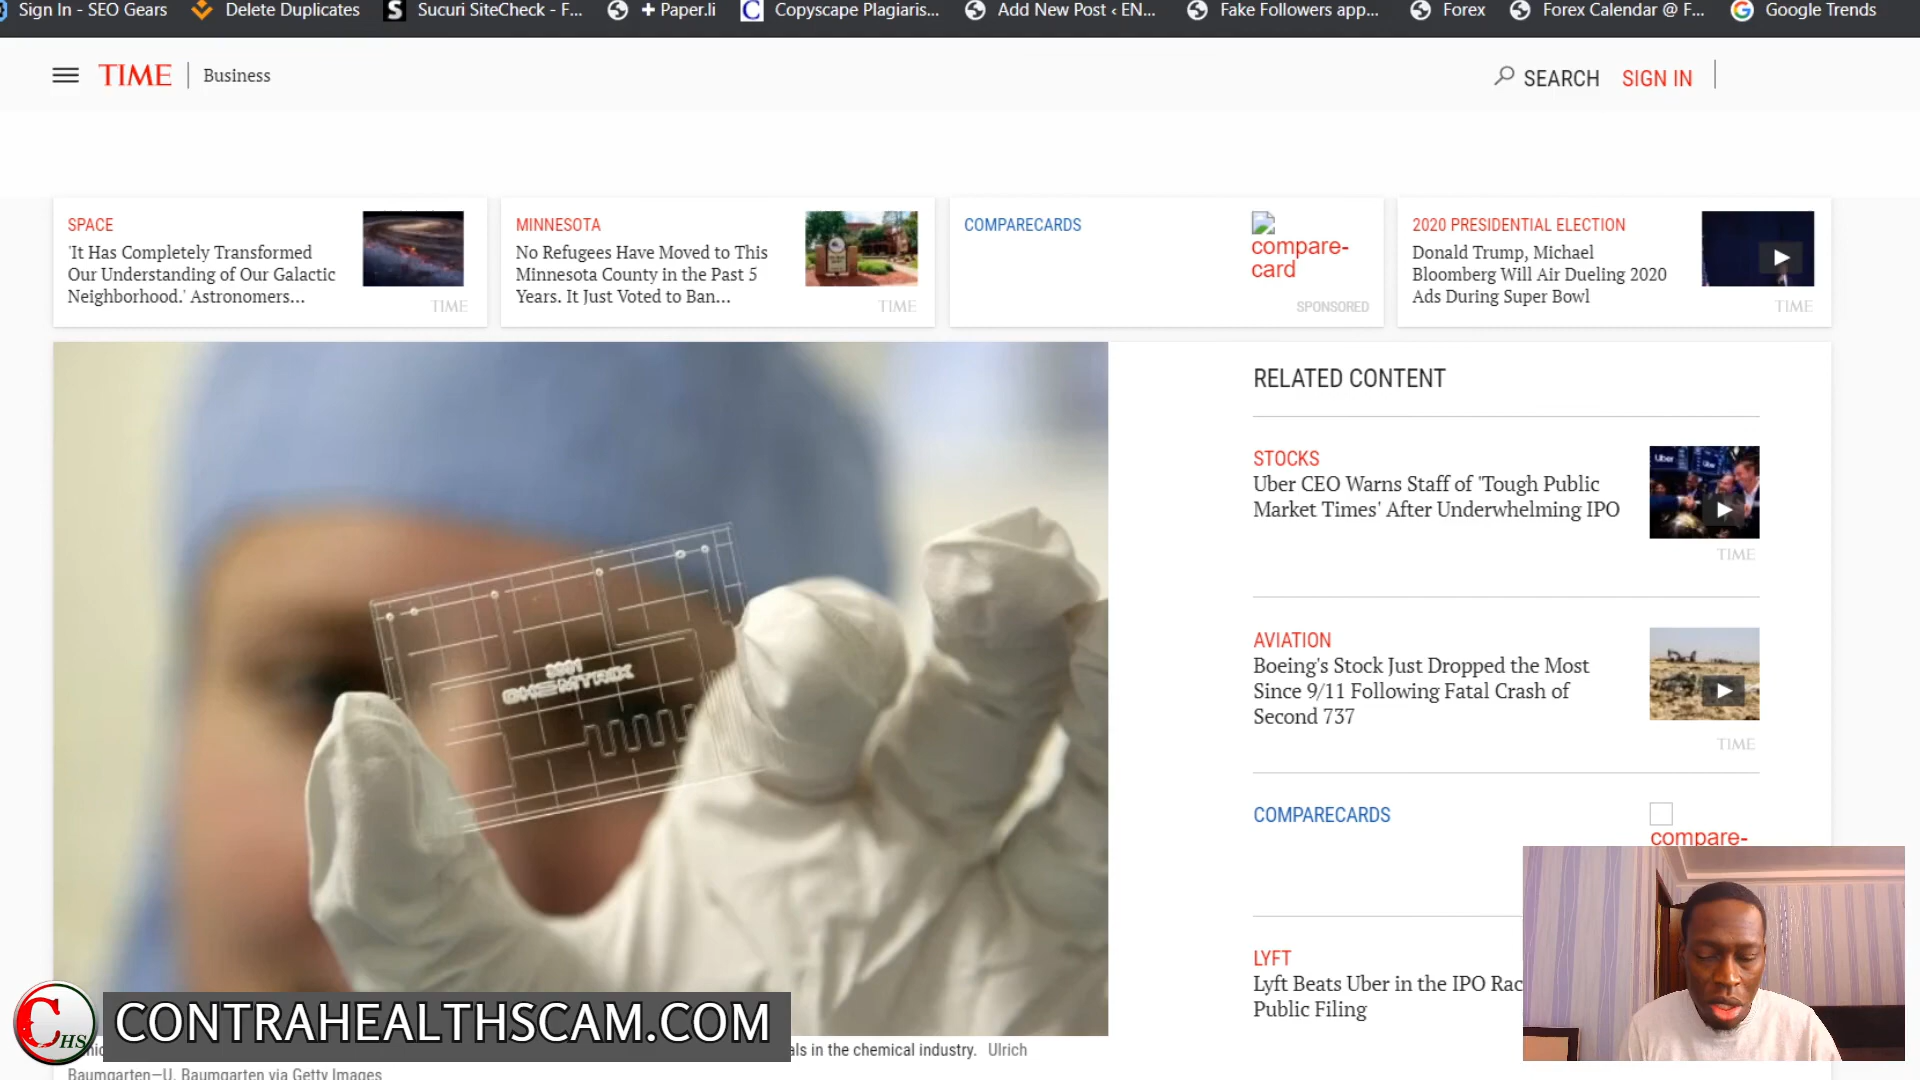 Sign In - SEO Gears
Delete Duplicates
S
Sucuri SiteCheck - F...
+ Paper.li
C
Copyscape Plagiaris...
Add New Post ‹ EN...
Fake Followers app...
Forex
Forex Calendar @ F...
Google Trends
TIME
Business
SEARCH
SIGN IN
SPACE
'It Has Completely Transformed
Our Understanding of Our Galactic
Neighborhood.' Astronomers...
TIME
MINNESOTA
No Refugees Have Moved to This
Minnesota County in the Past 5
Years. It Just Voted to Ban...
TIME
COMPARECARDS
compare-
card
SPONSORED
2020 PRESIDENTIAL ELECTION
Donald Trump, Michael
Bloomberg Will Air Dueling 2020
Ads During Super Bowl
TIME
CHEMTRIX
RELATED CONTENT
STOCKS
Uber CEO Warns Staff of 'Tough Public
Market Times' After Underwhelming IPO
Uber
TIME
AVIATION
Boeing's Stock Just Dropped the Most
Since 9/11 Following Fatal Crash of
Second 737
TIME
COMPARECARDS
compare-
LYFT
Lyft Beats Uber in the IPO Rac
Public Filing
CHS
CONTRAHEALTHSCAM.COM
als in the chemical industry. Ulrich
Baumgarten—U. Baumgarten via Getty Images